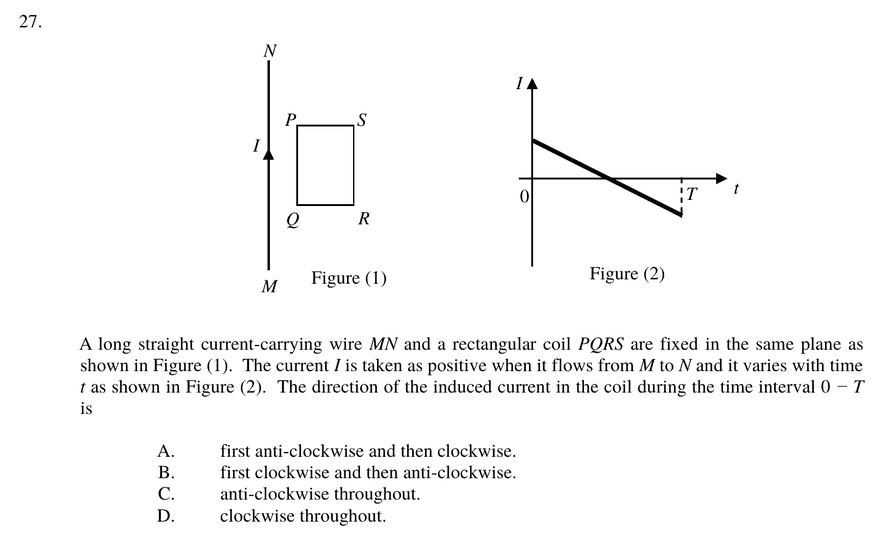 27.
N
P
S
I
Q
R
M
Figure (1)
I
0
T
t
Figure (2)
A long straight current-carrying wire MN and a rectangular coil PQRS are fixed in the same plane as
shown in Figure (1). The current I is taken as positive when it flows from M to N and it varies with time
t as shown in Figure (2). The direction of the induced current in the coil during the time interval 0 − T
is
A. first anti-clockwise and then clockwise.
B. first clockwise and then anti-clockwise.
C. anti-clockwise throughout.
D. clockwise throughout.